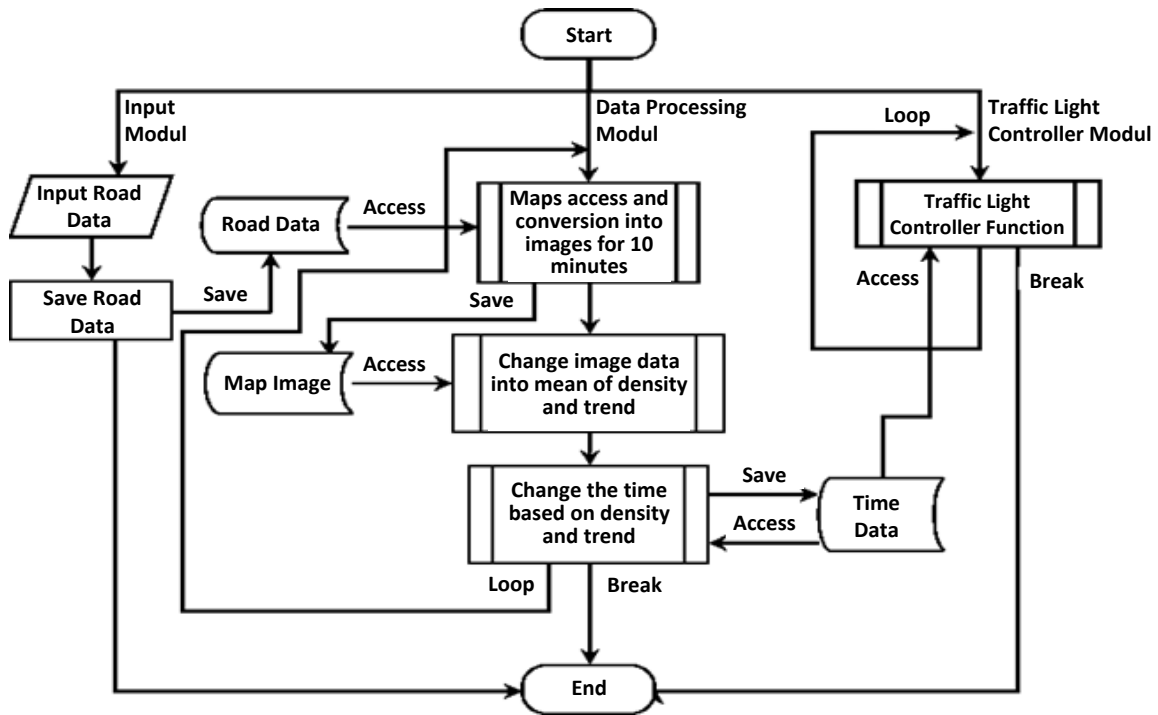 Start
Input
Modul
Data Processing
Modul
Traffic Light
Controller Modul
Loop
Input Road
Data
Road Data
Access
Maps access and
conversion into
images for 10
minutes
Traffic Light
Controller Function
Save Road
Data
Save
Save
Access
Break
Map Image
Access
Change image data
into mean of density
and trend
Change the time
based on density
and trend
Save
Access
Time
Data
Loop
Break
End